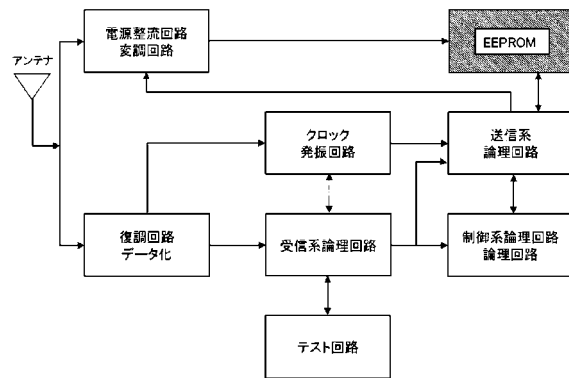 アンテナ
電源整流回路
変調回路
EEPROM
クロック
発振回路
送信系
論理回路
復調回路
データ化
受信系論理回路
制御系論理回路
論理回路
テスト回路